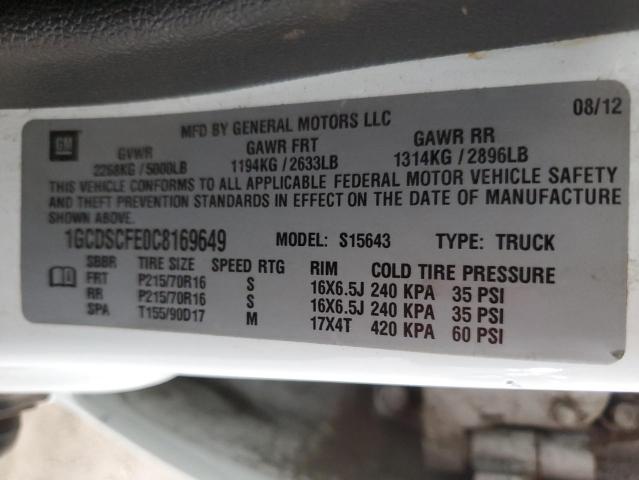 08/12
GM
MFD BY GENERAL MOTORS LLC
GVWR GAWR FRT GAWR RR
2268KG / 5000LB 1194KG / 2633LB 1314KG / 2896LB
THIS VEHICLE CONFORMS TO ALL APPLICABLE FEDERAL MOTOR VEHICLE SAFETY
AND THEFT PREVENTION STANDARDS IN EFFECT ON THE DATE OF MANUFACTURE
SHOWN ABOVE.
1GCDSCFE0C8169649 MODEL: S15643 TYPE: TRUCK
SBBR TIRE SIZE SPEED RTG RIM COLD TIRE PRESSURE
FRT P215/70R16 S 16X6.5J 240 KPA 35 PSI
RR P215/70R16 S 16X6.5J 240 KPA 35 PSI
SPA T155/90D17 M 17X4T 420 KPA 60 PSI